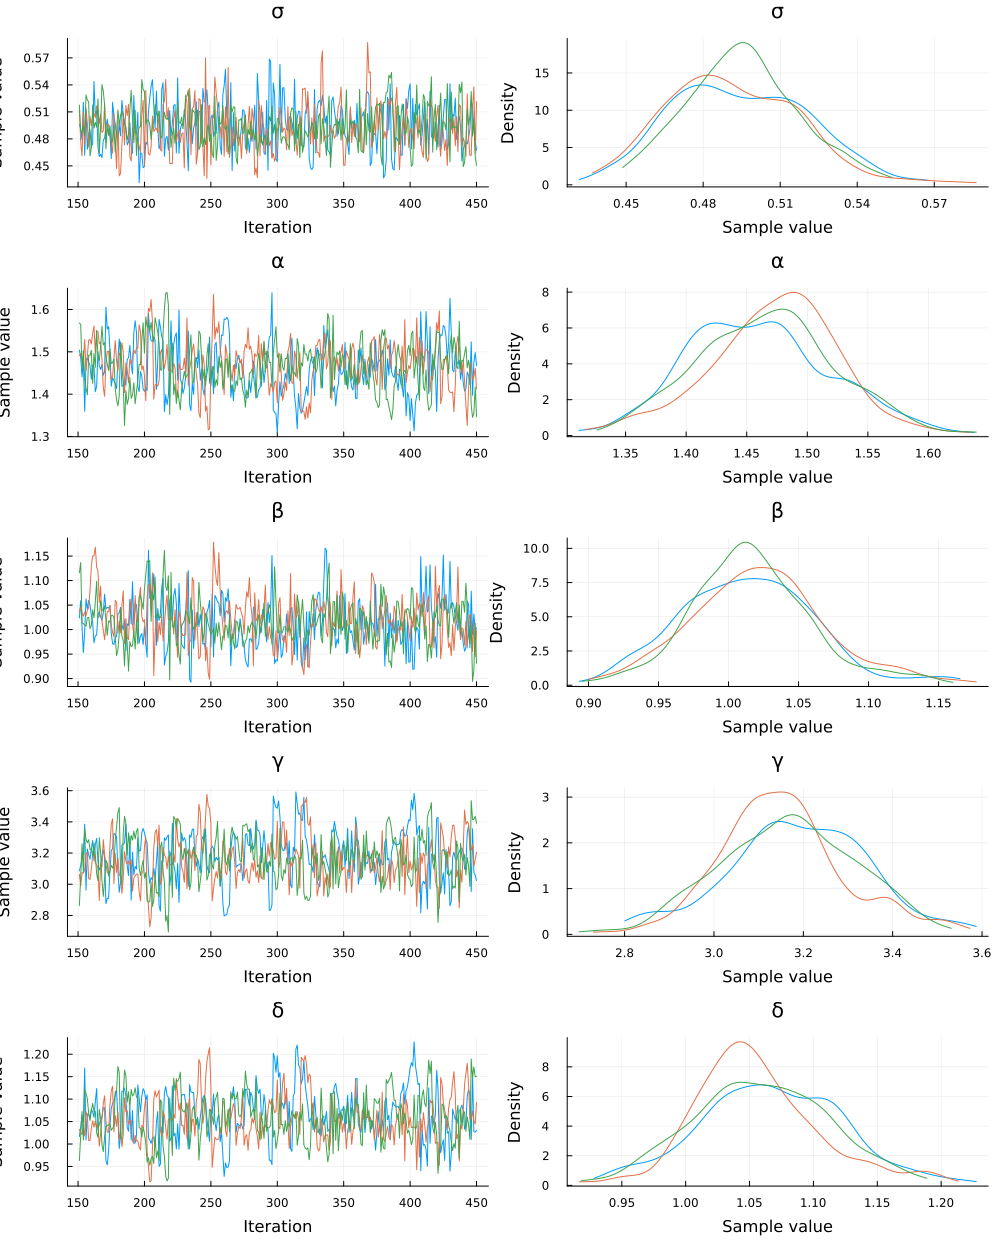 σ
σ
Sample value
Density
0.57
0.54
0.51
0.48
0.45
15
10
5
0
150 200 250 300 350 400 450
0.45 0.48 0.51 0.54 0.57
Iteration
Sample value
α
α
Sample value
Density
1.6
1.5
1.4
1.3
8
6
4
2
0
150 200 250 300 350 400 450
1.35 1.40 1.45 1.50 1.55 1.60
Iteration
Sample value
β
β
Sample value
Density
1.15
1.10
1.05
1.00
0.95
0.90
10.0
7.5
5.0
2.5
0.0
150 200 250 300 350 400 450
0.90 0.95 1.00 1.05 1.10 1.15
Iteration
Sample value
γ
γ
Sample value
Density
3.6
3.4
3.2
3.0
2.8
3
2
1
0
150 200 250 300 350 400 450
2.8 3.0 3.2 3.4 3.6
Iteration
Sample value
δ
δ
Sample value
Density
1.20
1.15
1.10
1.05
1.00
0.95
8
6
4
2
0
150 200 250 300 350 400 450
0.95 1.00 1.05 1.10 1.15 1.20
Iteration
Sample value